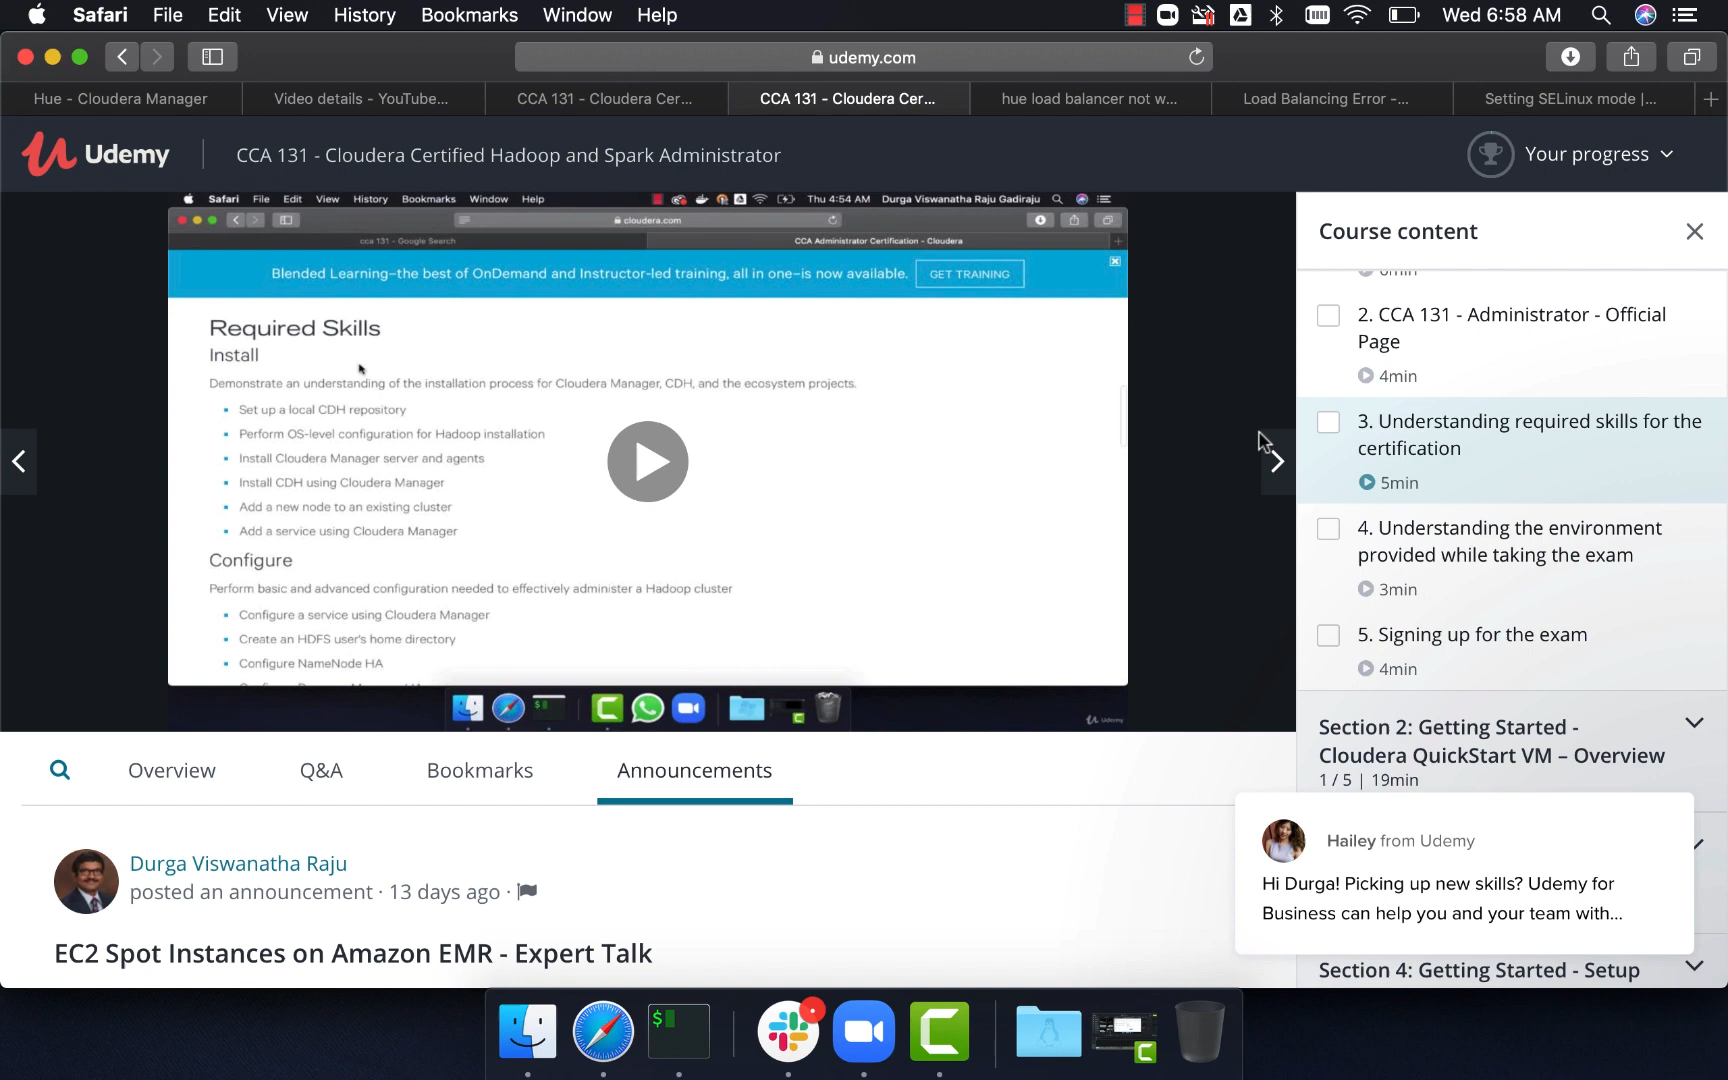 Safari File Edit View History Bookmarks Window Help Wed 6:58 AM
udemy.com
Hue - Cloudera Manager Video details - YouTube... CCA 131 - Cloudera Cer... CCA 131 - Cloudera Cer... hue load balancer not w... Load Balancing Error -... Setting SELinux mode |...
Udemy CCA 131 - Cloudera Certified Hadoop and Spark Administrator Your progress
Safari File Edit View History Bookmarks Window Help Thu 4:54 AM Durga Viswanatha Raju Gadiraju
cloudera.com
cca 131 - Google Search CCA Administrator Certification - Cloudera
Blended Learning—the best of OnDemand and Instructor-led training, all in one—is now available. GET TRAINING
Required Skills
Install
Demonstrate an understanding of the installation process for Cloudera Manager, CDH, and the ecosystem projects.
Set up a local CDH repository
Perform OS-level configuration for Hadoop installation
Install Cloudera Manager server and agents
Install CDH using Cloudera Manager
Add a new node to an existing cluster
Add a service using Cloudera Manager
Configure
Perform basic and advanced configuration needed to effectively administer a Hadoop cluster
Configure a service using Cloudera Manager
Create an HDFS user's home directory
Configure NameNode HA
Udemy
Course content
2. CCA 131 - Administrator - Official
Page
4min
3. Understanding required skills for the
certification
5min
4. Understanding the environment
provided while taking the exam
3min
5. Signing up for the exam
4min
Section 2: Getting Started -
Cloudera QuickStart VM – Overview
1 / 5 | 19min
Hailey from Udemy
Hi Durga! Picking up new skills? Udemy for
Business can help you and your team with...
Section 4: Getting Started - Setup
Overview Q&A Bookmarks Announcements
Durga Viswanatha Raju
posted an announcement · 13 days ago ·
EC2 Spot Instances on Amazon EMR - Expert Talk